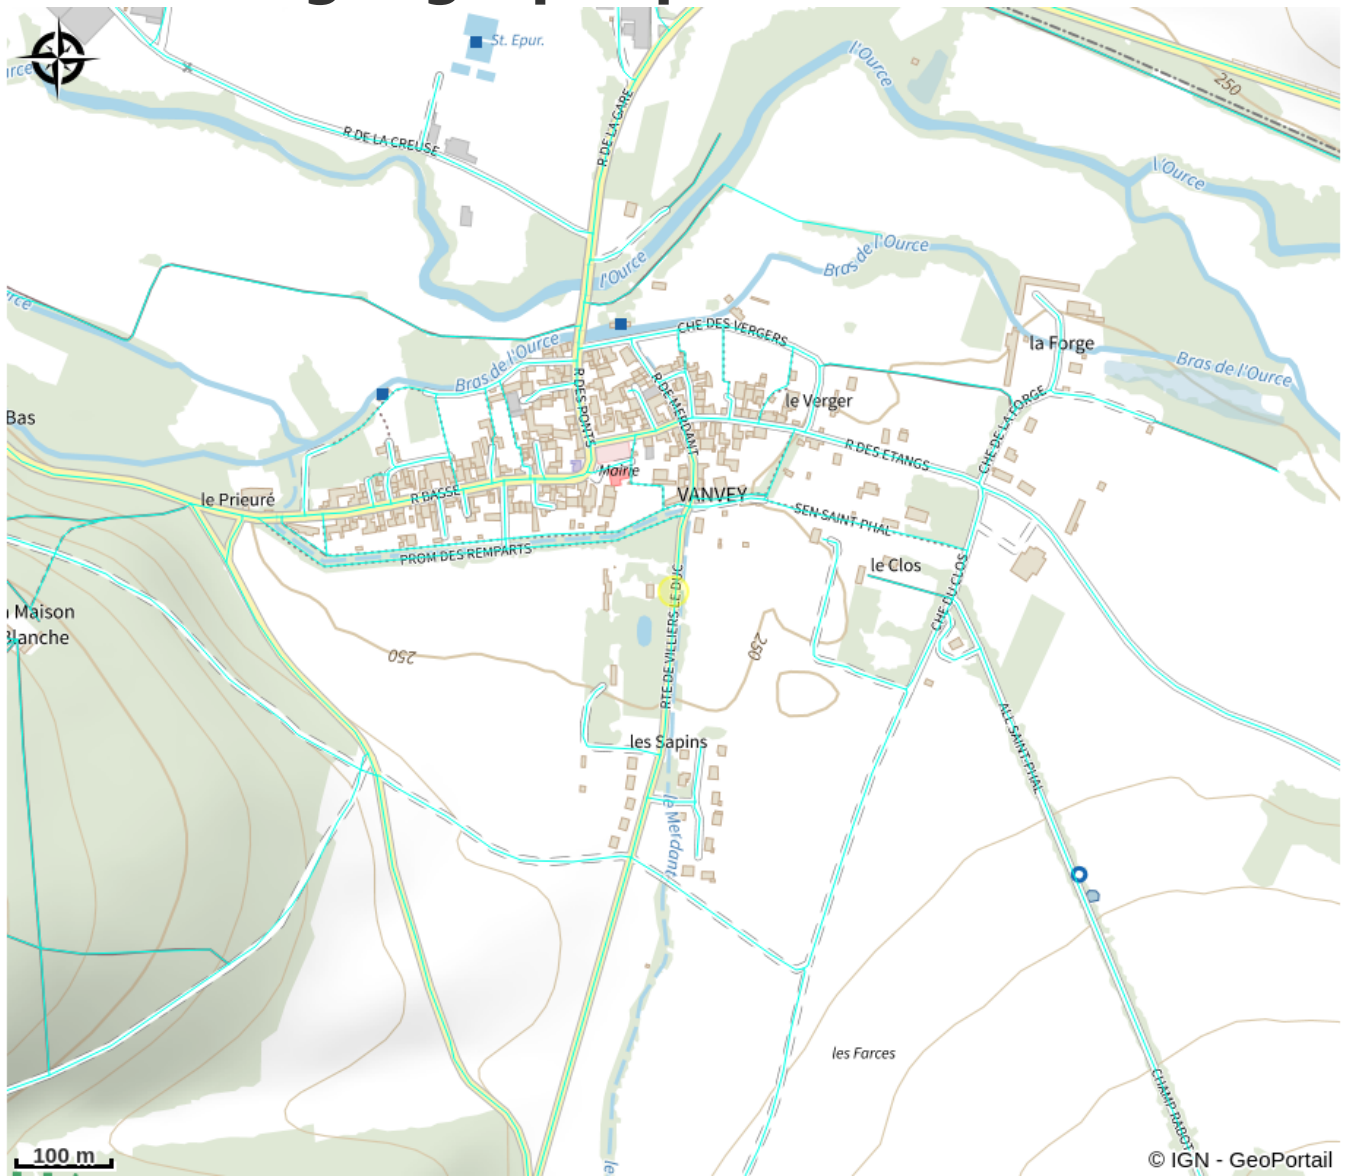 St. Epur.
l'Ource
250
R DE LA GARE
R DE LA CREUSE
l'Ource
Bras de l'Ource
l'Ource
CHE DES VERGERS
la Forge
Bras de l'Ource
Bras de l'Ource
R DES PONTS
R DE MERDANT
le Verger
CHE DE LA FORGE
Bas
R DES ETANGS
Mairie
le Prieuré
R BASSE
VANVEY
SEN SAINT-PHAL
PROM DES REMPARTS
le Clos
CHE DU CLOS
RTE DE VILLIERS LE DUC
Maison
Blanche
250
250
les Sapins
ALL SAINT-PHAL
le Merdant
les Farces
CHAMP RABOT
le
100 m
© IGN - GeoPortail